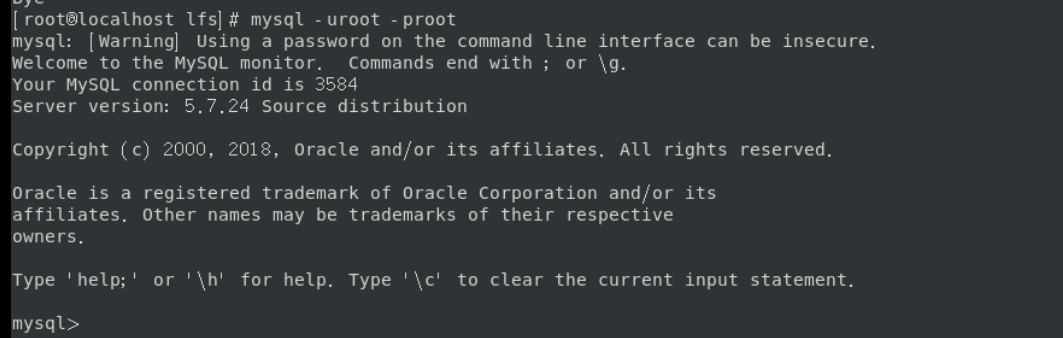 Bye
[root@localhost lfs]# mysql -uroot -proot
mysql: [Warning] Using a password on the command line interface can be insecure.
Welcome to the MySQL monitor.  Commands end with ; or \g.
Your MySQL connection id is 3584
Server version: 5.7.24 Source distribution
Copyright (c) 2000, 2018, Oracle and/or its affiliates. All rights reserved.
Oracle is a registered trademark of Oracle Corporation and/or its
affiliates. Other names may be trademarks of their respective
owners.
Type 'help;' or '\h' for help. Type '\c' to clear the current input statement.
mysql>